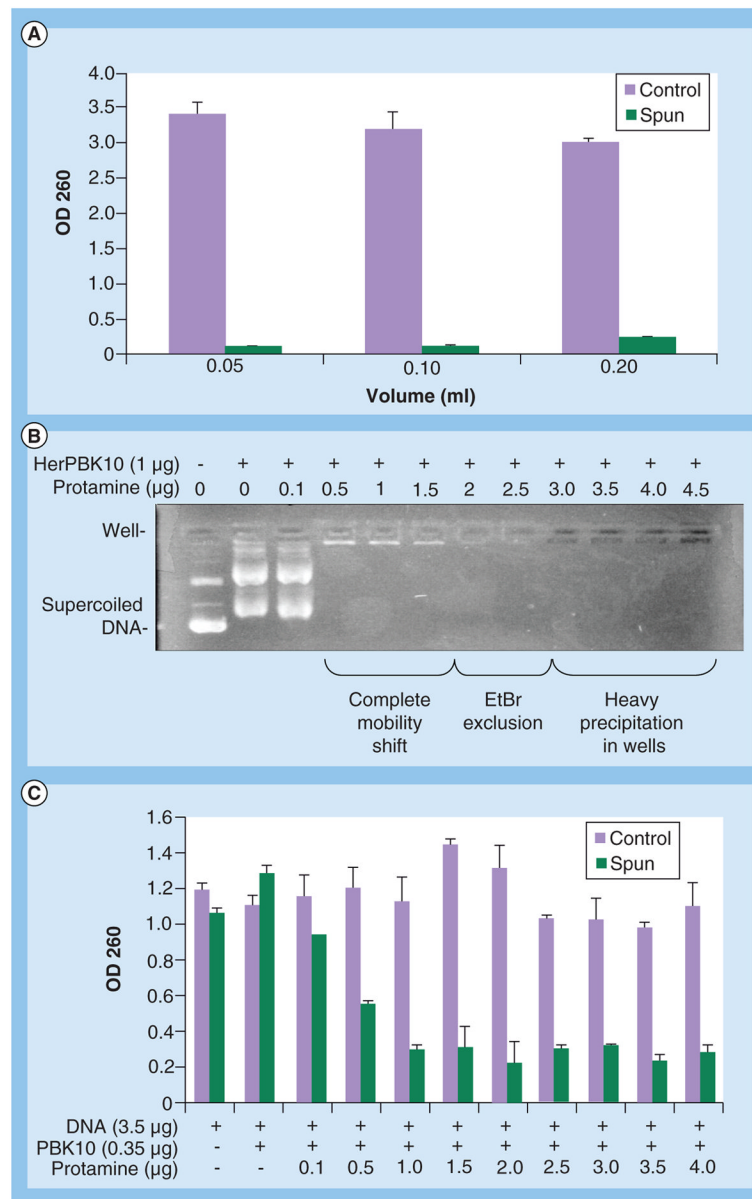 A
4.0
3.5
3.0
2.5
2.0
1.5
1.0
0.5
0
OD 260
Control
Spun
0.05 0.10 0.20
Volume (ml)
B
HerPBK10 (1 µg) - + + + + + + + + + + +
Protamine (µg) 0 0 0.1 0.5 1 1.5 2 2.5 3.0 3.5 4.0 4.5
Well-
Supercoiled
DNA-
Complete EtBr Heavy
mobility exclusion precipitation
shift in wells
C
1.6
1.4
1.2
1.0
0.8
0.6
0.4
0.2
0
OD 260
Control
Spun
DNA (3.5 µg) + + + + + + + + + + +
PBK10 (0.35 µg) - + + + + + + + + + +
Protamine (µg) - - 0.1 0.5 1.0 1.5 2.0 2.5 3.0 3.5 4.0